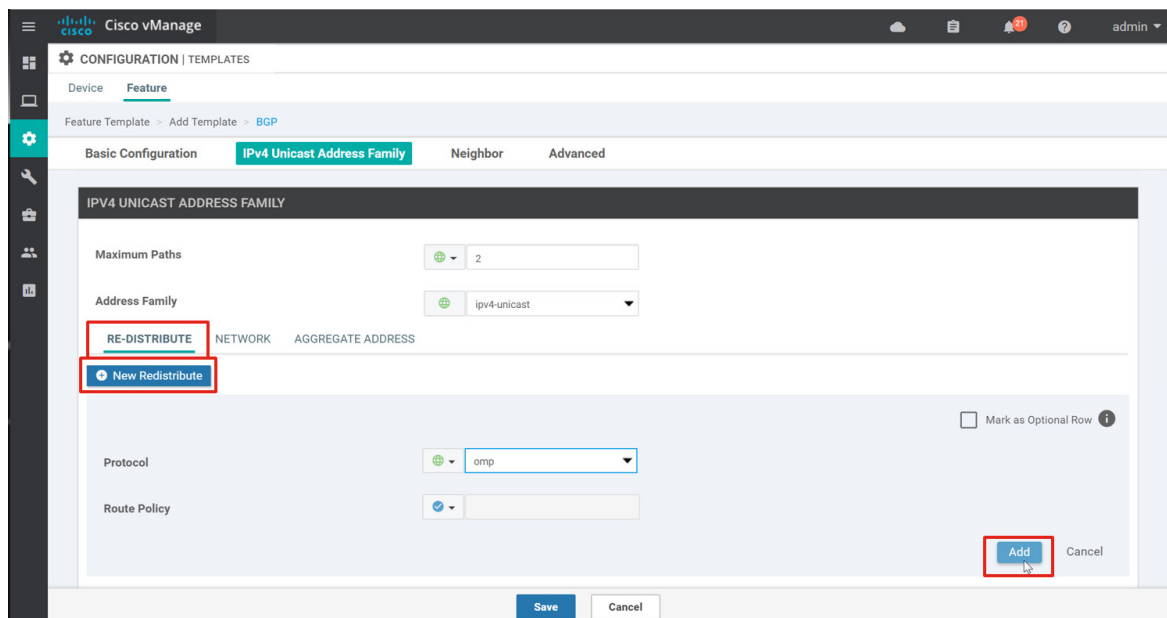 cisco Cisco vManage 21 admin
CONFIGURATION | TEMPLATES
Device Feature
Feature Template > Add Template > BGP
Basic Configuration IPv4 Unicast Address Family Neighbor Advanced
IPV4 UNICAST ADDRESS FAMILY
Maximum Paths 2
Address Family ipv4-unicast
RE-DISTRIBUTE NETWORK AGGREGATE ADDRESS
New Redistribute
Mark as Optional Row
Protocol omp
Route Policy
Add Cancel
Save Cancel